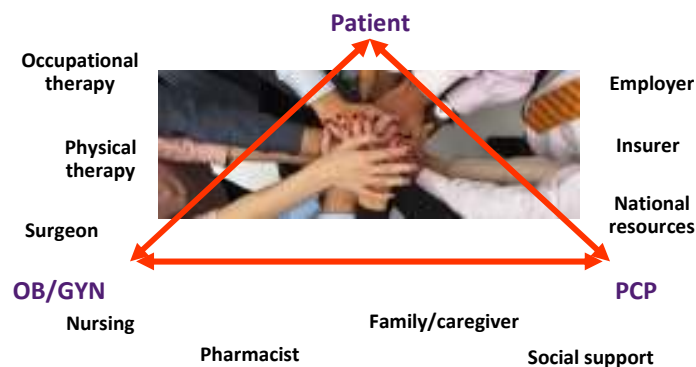 Patient
Occupational
therapy
Employer
Physical
therapy
Insurer
National
resources
Surgeon
OB/GYN
PCP
Nursing
Family/caregiver
Pharmacist
Social support